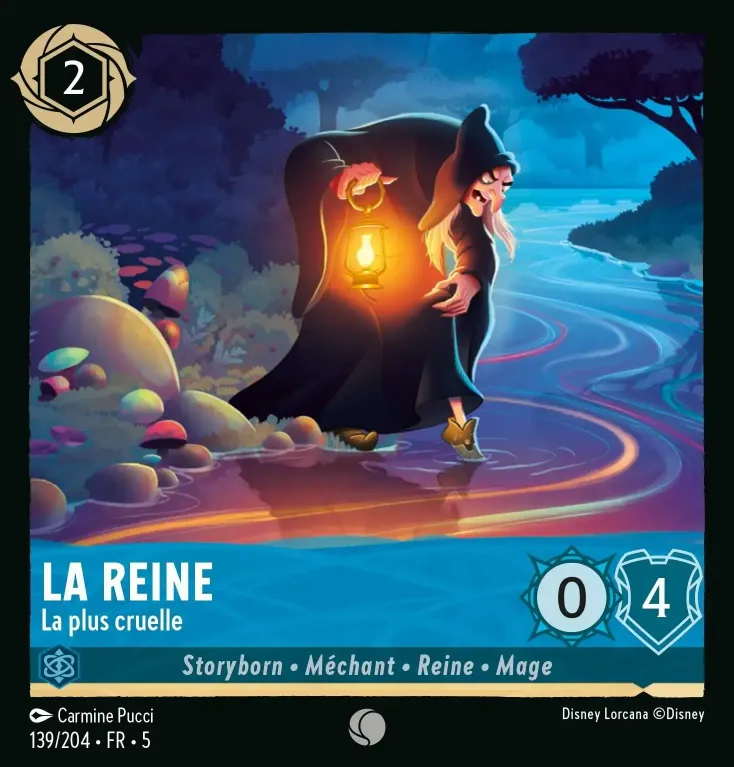 2
LA REINE
La plus cruelle
0
4
Storyborn • Méchant • Reine • Mage
Carmine Pucci
Disney Lorcana ©Disney
139/204 • FR • 5